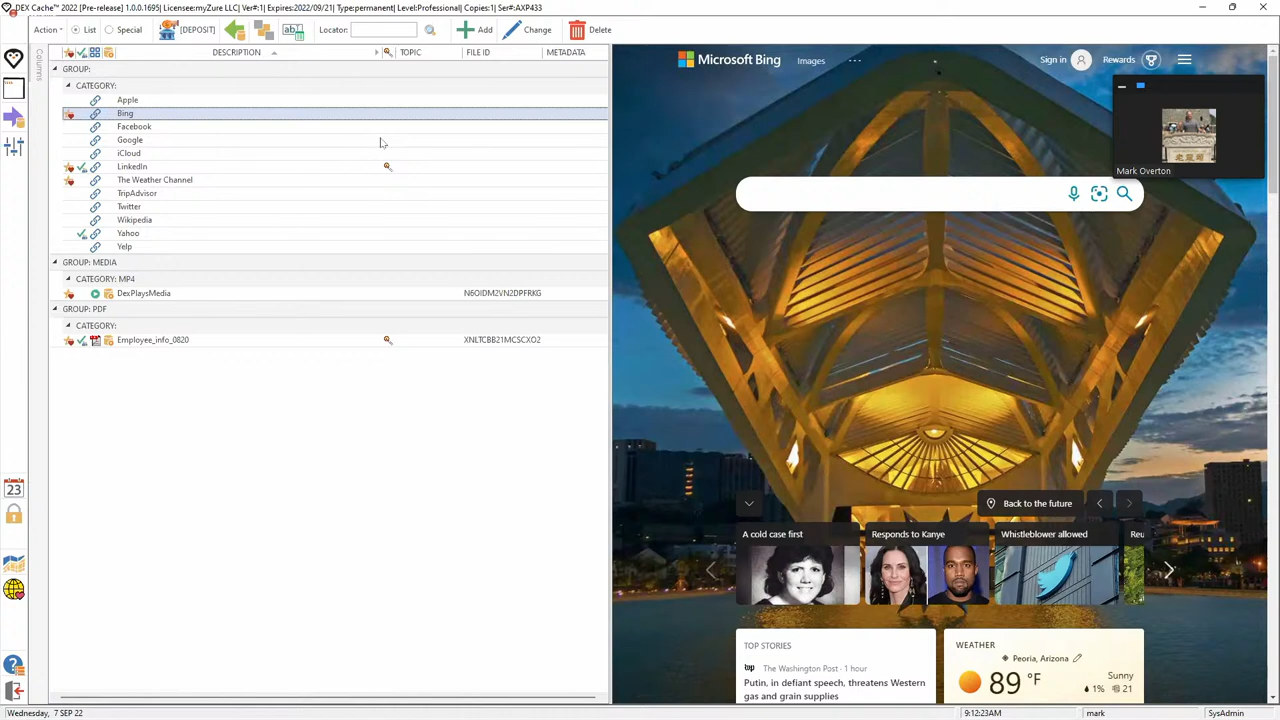 DEX Cache™ 2022 [Pre-release] 1.0.0.1695| Licensee:myZure LLC| Ver#:1| Expires:2022/09/21| Type:permanent| Level:Professional| Copies:1| Ser#:AXP433
Action List Special [DEPOSIT] Locator: Add Change Delete
Columns
DESCRIPTION TOPIC FILE ID METADATA
GROUP:
CATEGORY:
Apple
Bing
Facebook
Google
iCloud
LinkedIn
The Weather Channel
TripAdvisor
Twitter
Wikipedia
Yahoo
Yelp
GROUP: MEDIA
CATEGORY: MP4
DexPlaysMedia N6OIDM2VN2DPFRKG
GROUP: PDF
CATEGORY:
Employee_info_0820 XNLTCBB21MCSCXO2
23
Microsoft Bing Images ... Sign in Rewards
Mark Overton
Back to the future
A cold case first Responds to Kanye Whistleblower allowed Reu
TOP STORIES
wp The Washington Post · 1 hour
Putin, in defiant speech, threatens Western
gas and grain supplies
WEATHER
Peoria, Arizona
89 °F Sunny
1% 21
Wednesday, 7 SEP 22 9:12:23AM mark SysAdmin